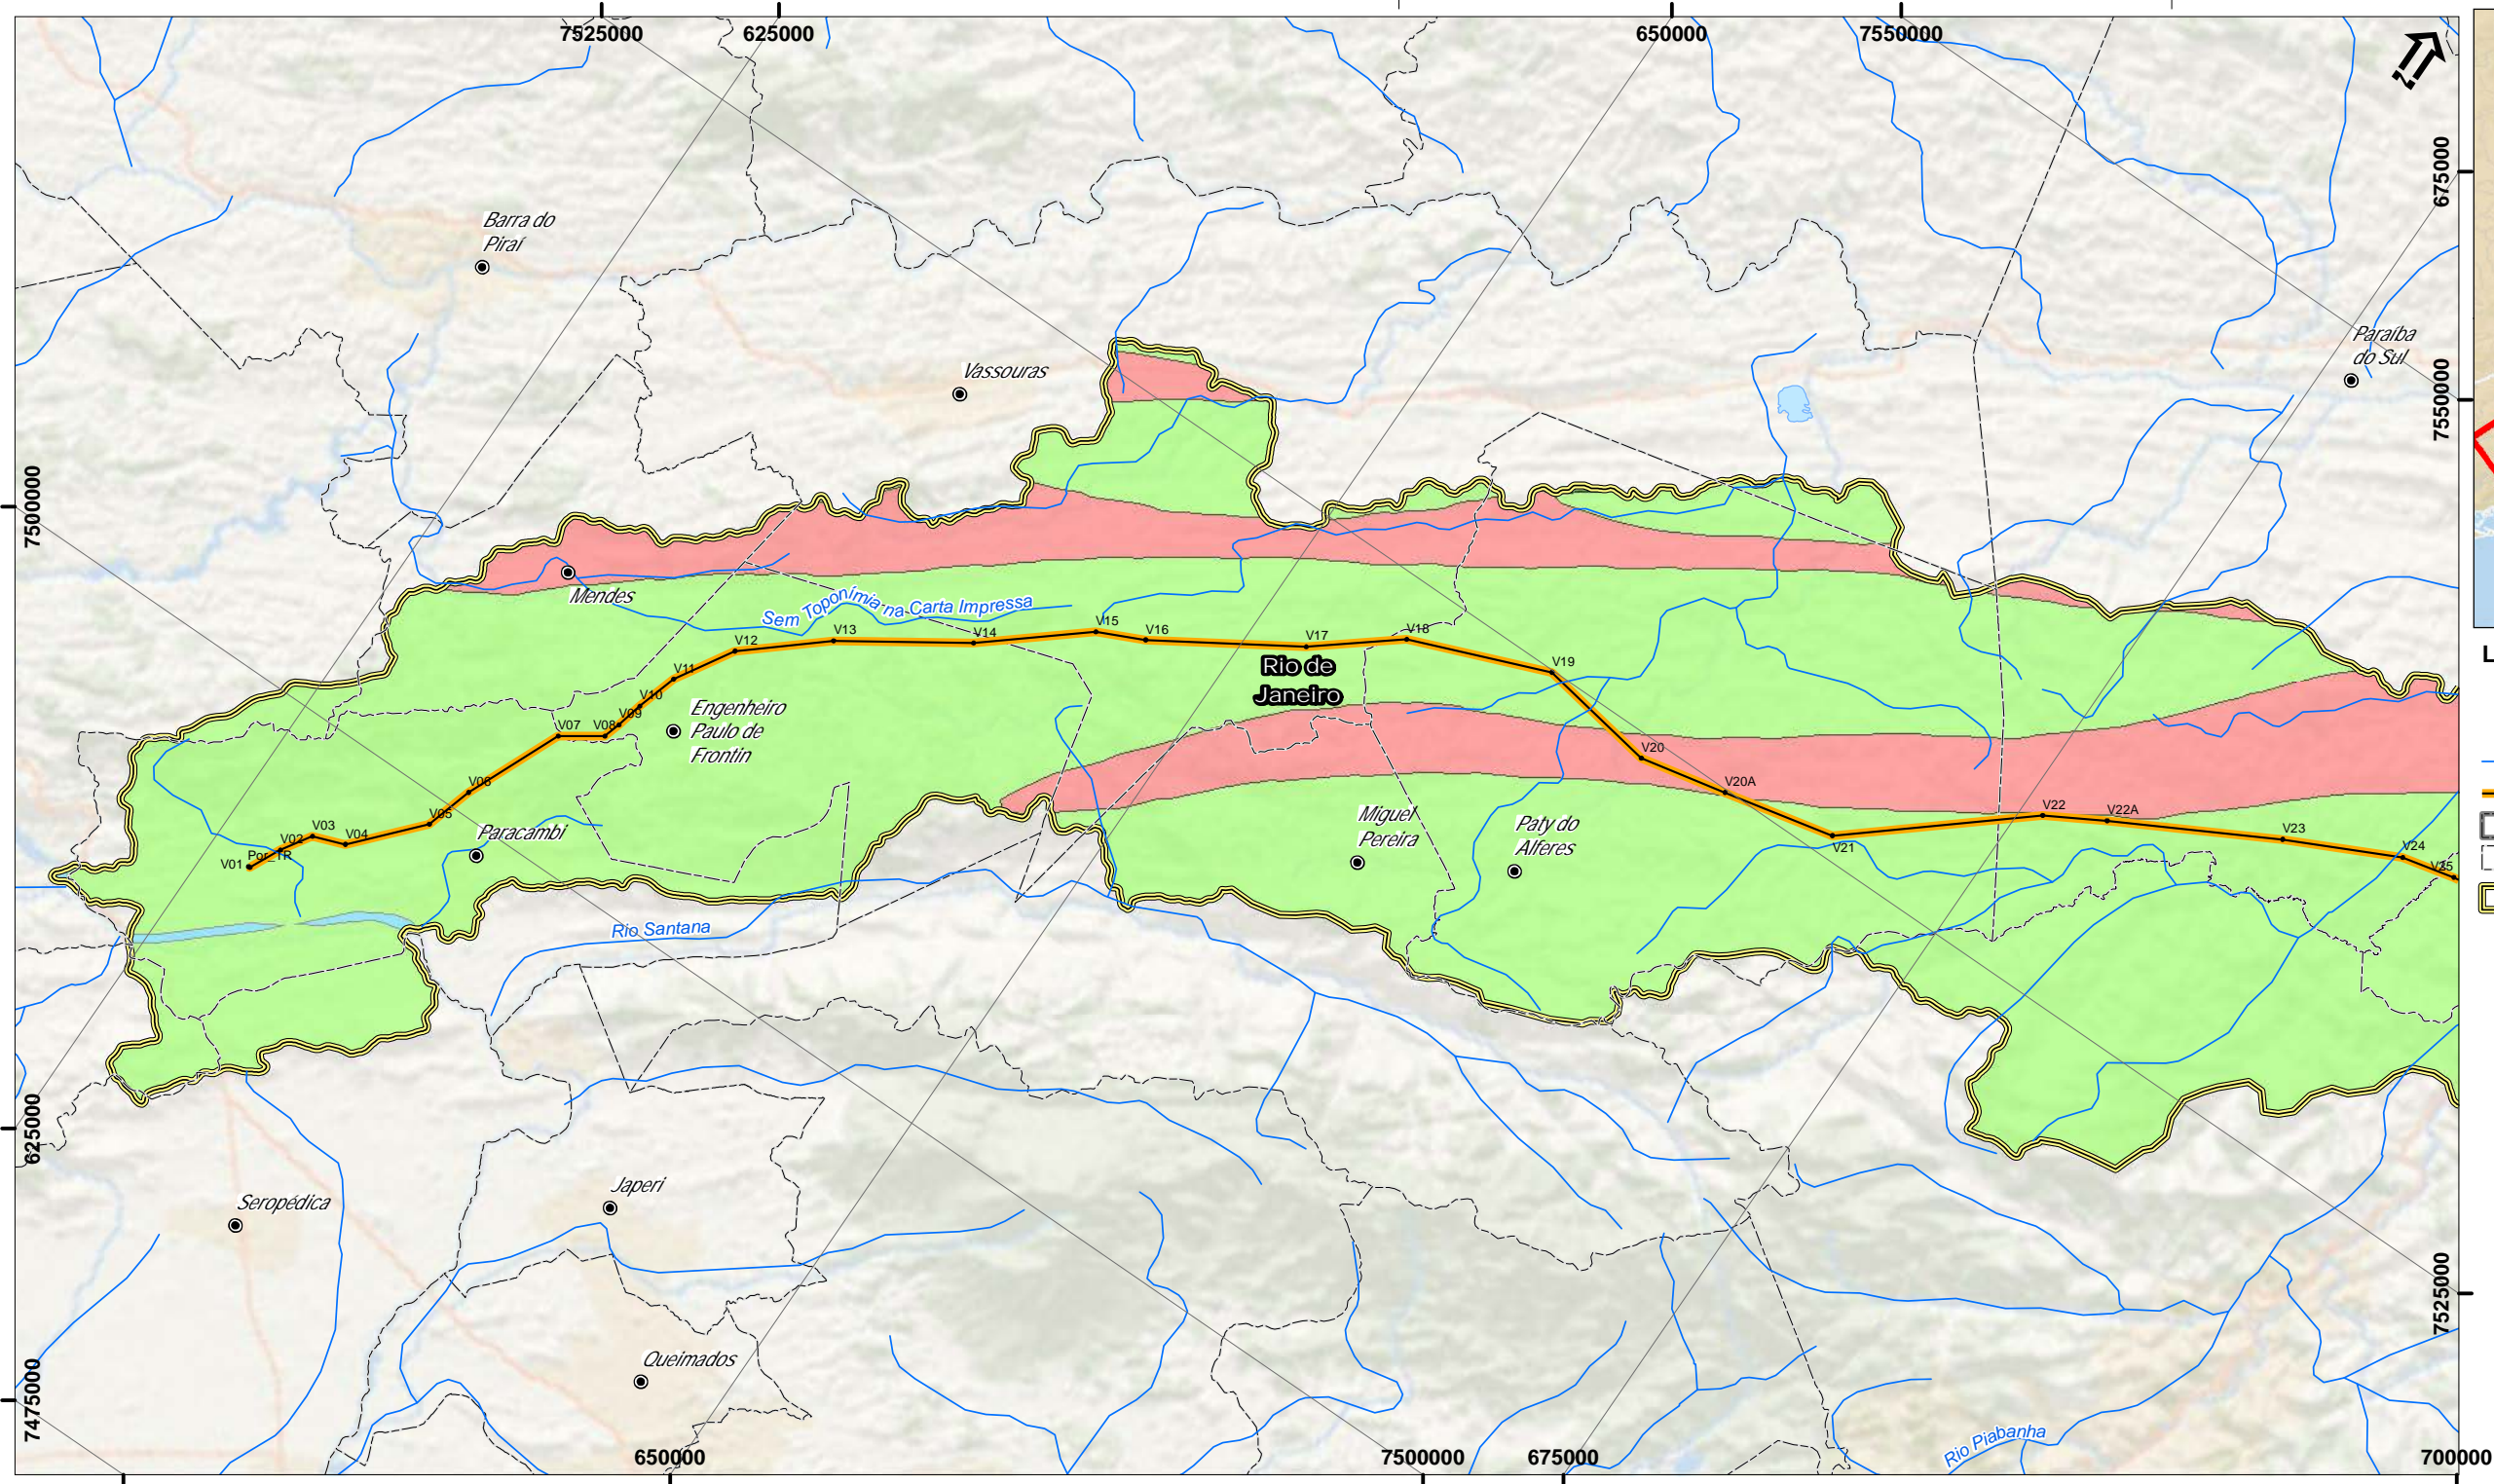 7525000
625000
650000
7550000
N
675000
Barra do
Piraí
Paraíba
do Sul
Vassouras
7550000
7500000
Mendes
Sem Toponímia na Carta Impressa
V12
V13
V14
V15
V16
V17
V18
V19
V11
V10
V09
V08
V07
Rio de
Janeiro
Engenheiro
Paulo de
Frontin
V20
V20A
V06
V05
V04
V03
V02
Por_TR
V01
Paracambi
Miguel
Pereira
Paty do
Alferes
V21
V22
V22A
V23
V24
V25
L
Rio Santana
625000
Seropédica
Japeri
7525000
Queimados
7475000
650000
7500000
675000
Rio Piabanha
700000